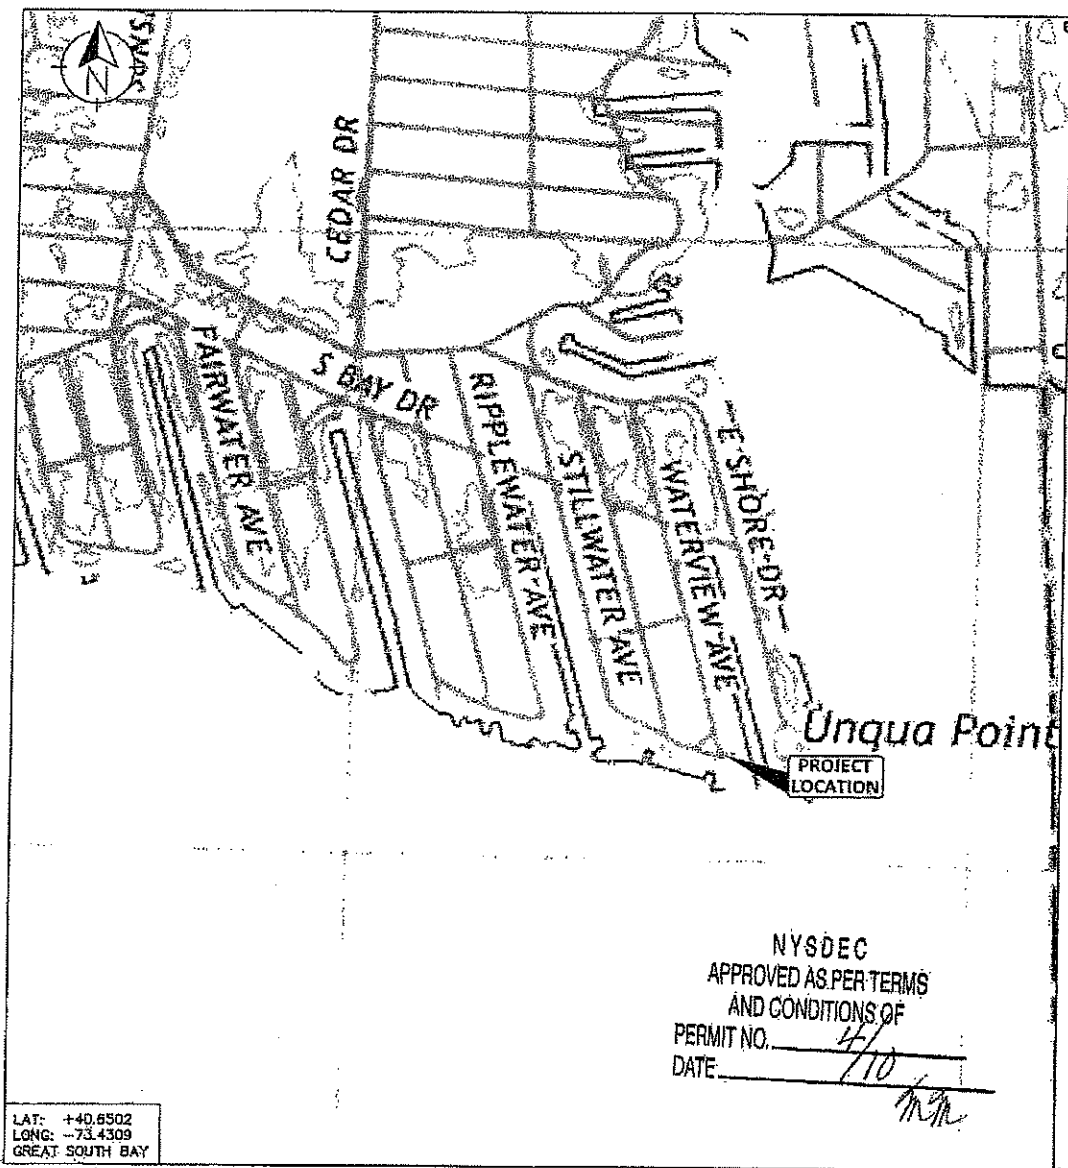 N
CEDAR DR
FAIRWATER AVE
S BAY DR
RIPPLEWATER AVE
STILLWATER AVE
WATERVIEW AVE
E SHORE DR
Unqua Point
PROJECT
LOCATION
NYSDEC
APPROVED AS PER TERMS
AND CONDITIONS OF
PERMIT NO.
DATE 4/10
LAT: +40.6502
LONG: -73.4309
GREAT SOUTH BAY